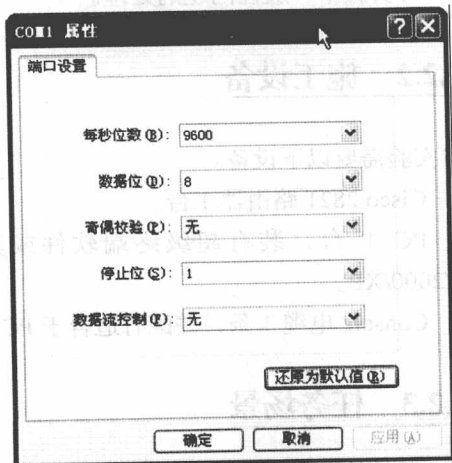 COM1 属性
端口设置
每秒位数(B): 9600
数据位(D): 8
奇偶校验(P): 无
停止位(S): 1
数据流控制(F): 无
还原为默认值(R)
确定 取消 应用(A)